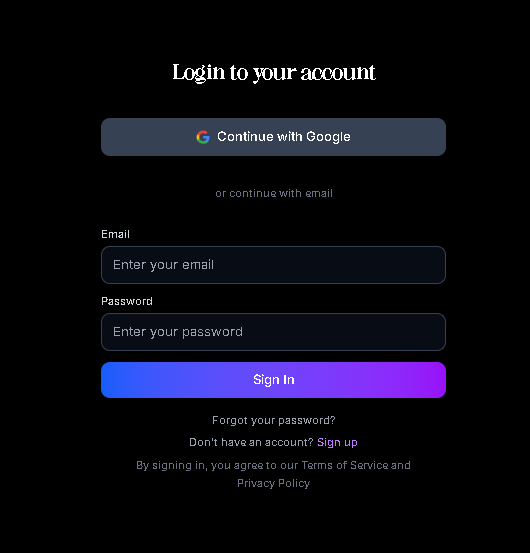 Login to your account
Continue with Google
or continue with email
Email
Enter your email
Password
Enter your password
Sign In
Forgot your password?
Don't have an account? Sign up
By signing in, you agree to our Terms of Service and
Privacy Policy